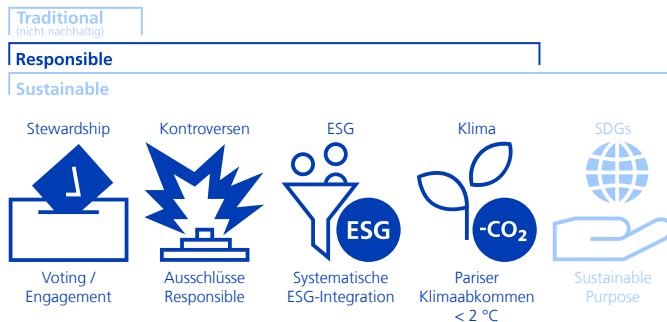 Traditional
(nicht nachhaltig)
Responsible
Sustainable
Stewardship
Kontroversen
ESG
Klima
SDGs
ESG
-CO₂
Voting /
Engagement
Ausschlüsse
Responsible
Systematische
ESG-Integration
Pariser
Klimaabkommen
< 2 °C
Sustainable
Purpose